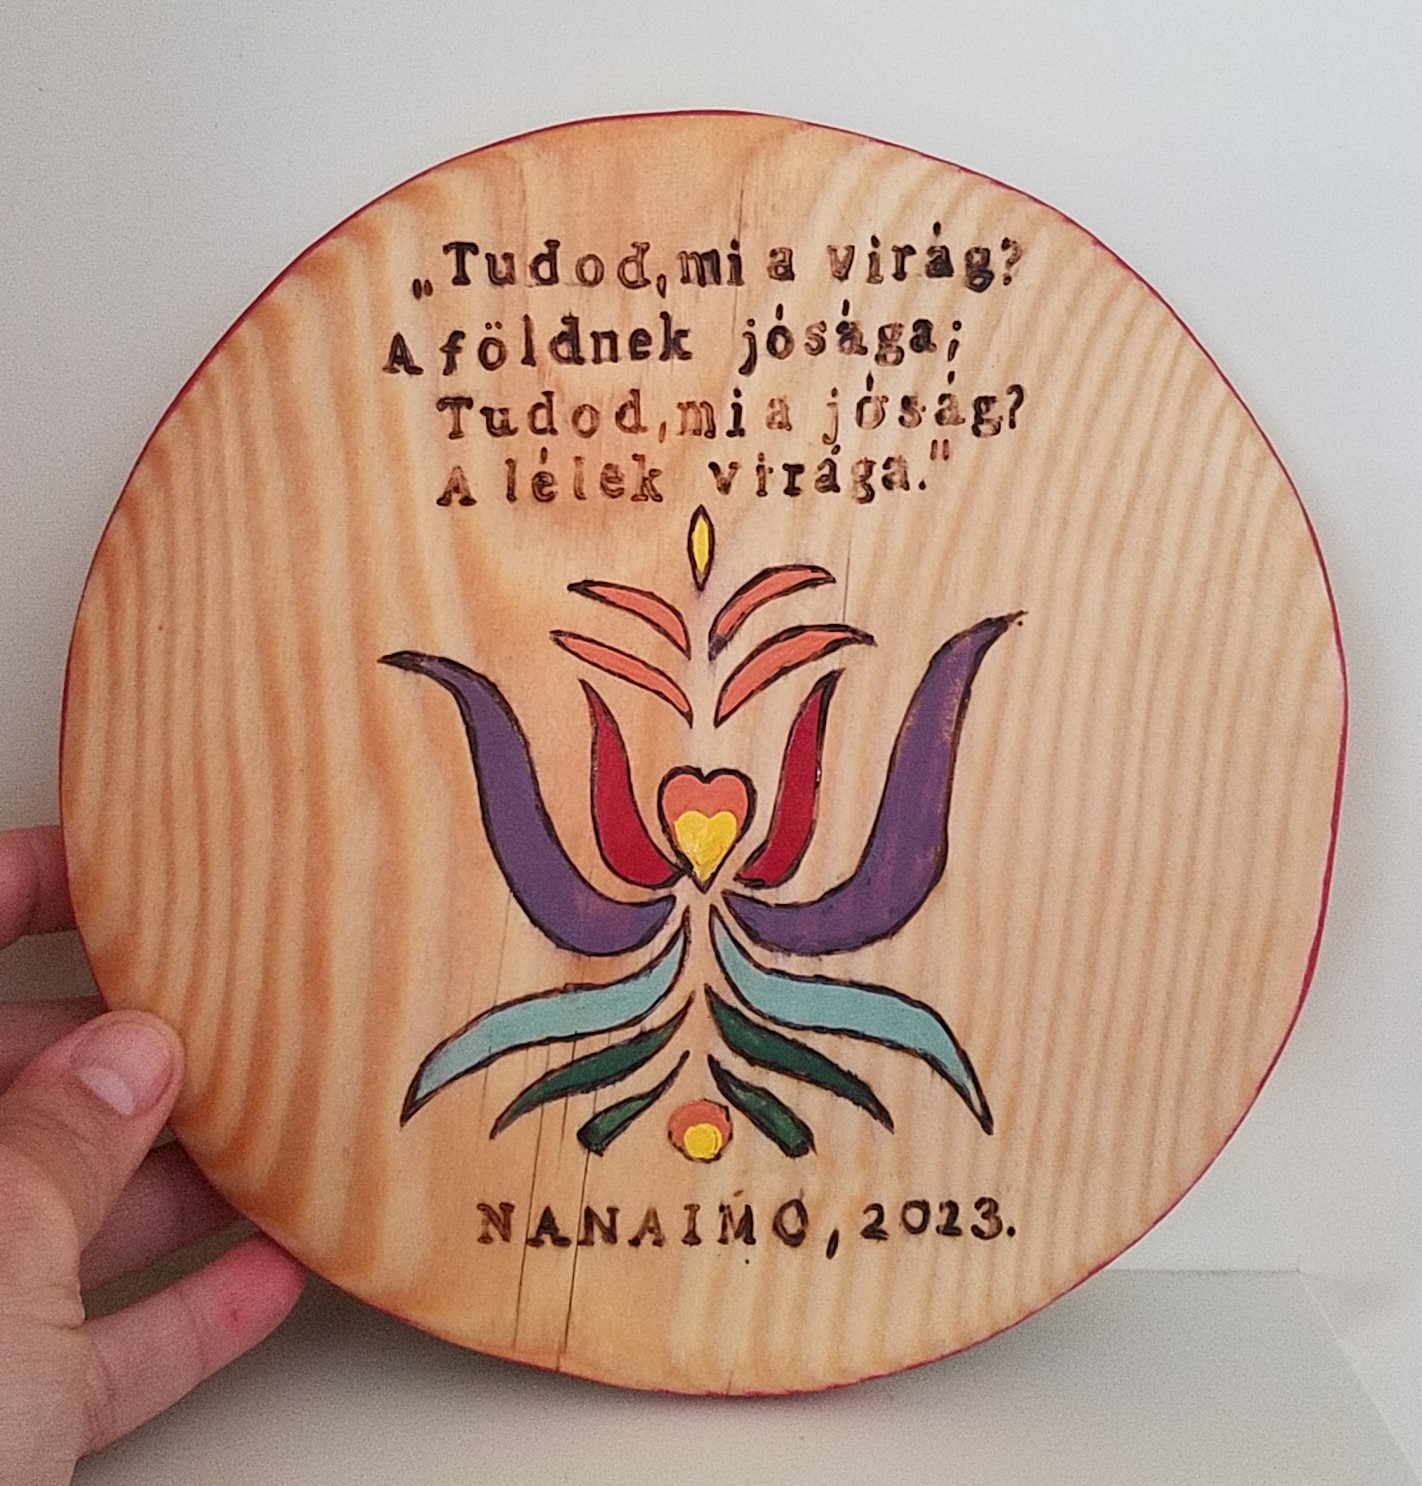 „Tudod, mi a virág?
A földnek jósága;
Tudod, mi a jóság?
A lélek virága."
NANAIMO, 2023.